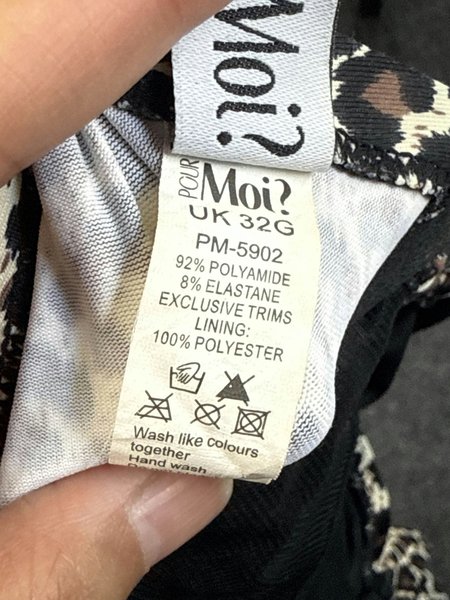 Moi?
POUR
Moi?
UK 32G
PM-5902
92% POLYAMIDE
8% ELASTANE
EXCLUSIVE TRIMS
LINING:
100% POLYESTER
Wash like colours
together
Hand wash